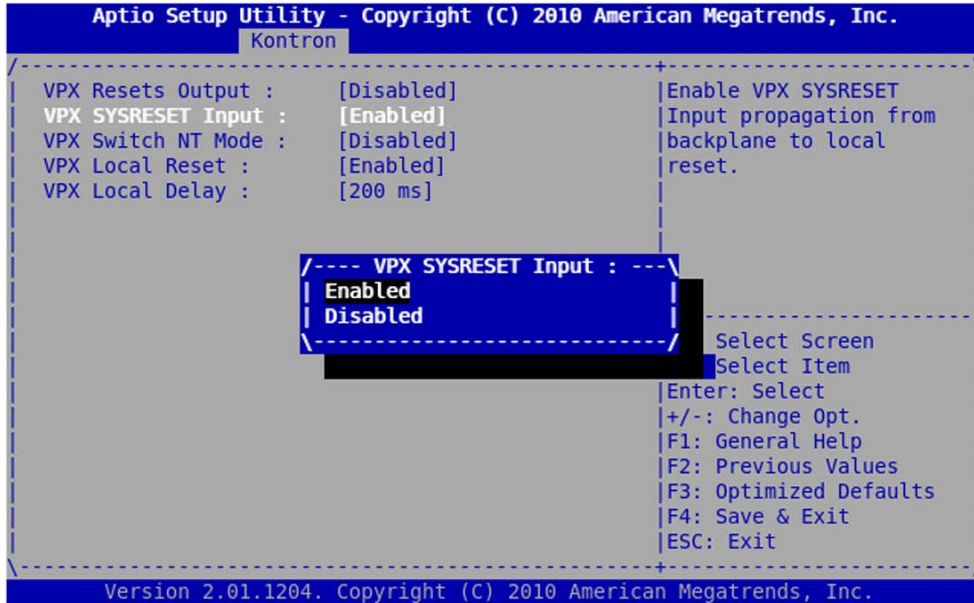 Aptio Setup Utility - Copyright (C) 2010 American Megatrends, Inc.
Kontron
VPX Resets Output : [Disabled]
VPX SYSRESET Input : [Enabled]
VPX Switch NT Mode : [Disabled]
VPX Local Reset : [Enabled]
VPX Local Delay : [200 ms]
Enable VPX SYSRESET
Input propagation from
backplane to local
reset.
VPX SYSRESET Input :
Enabled
Disabled
Select Screen
Select Item
Enter: Select
+/-: Change Opt.
F1: General Help
F2: Previous Values
F3: Optimized Defaults
F4: Save & Exit
ESC: Exit
Version 2.01.1204. Copyright (C) 2010 American Megatrends, Inc.